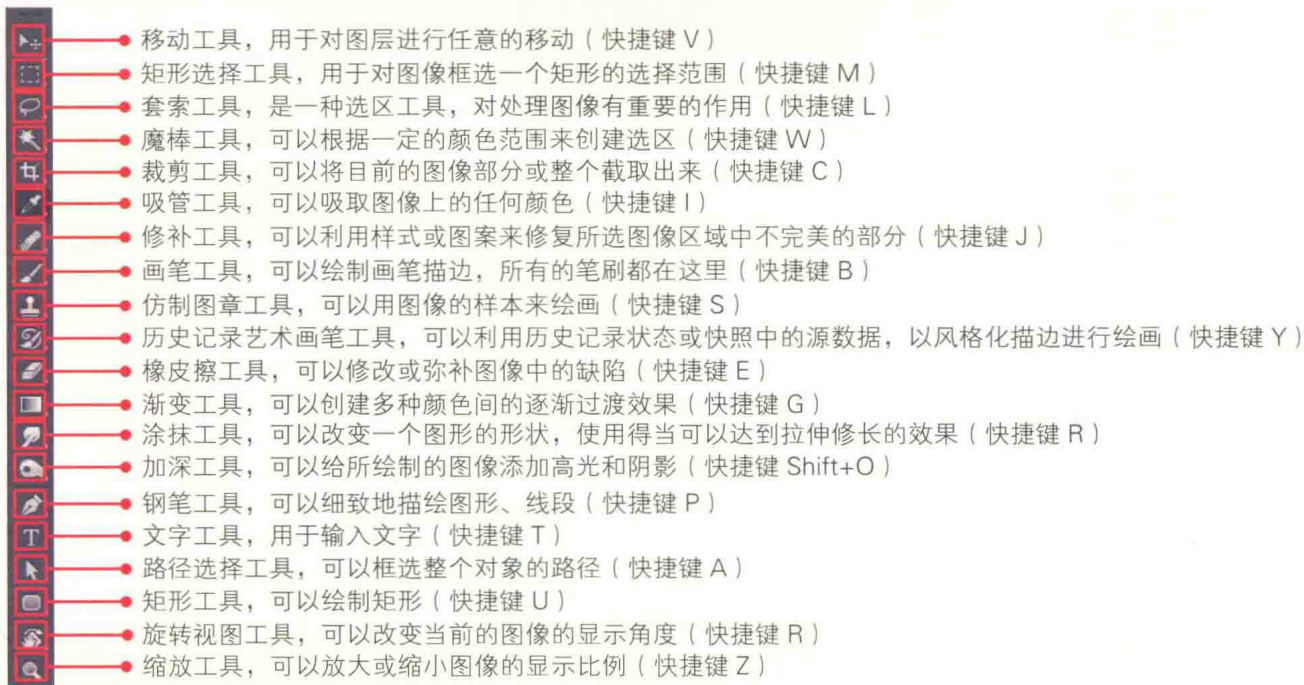 移动工具，用于对图层进行任意的移动（快捷键 V）
矩形选择工具，用于对图像框选一个矩形的选择范围（快捷键 M）
套索工具，是一种选区工具，对处理图像有重要的作用（快捷键 L）
魔棒工具，可以根据一定的颜色范围来创建选区（快捷键 W）
裁剪工具，可以将目前的图像部分或整个截取出来（快捷键 C）
吸管工具，可以吸取图像上的任何颜色（快捷键 I）
修补工具，可以利用样式或图案来修复所选图像区域中不完美的部分（快捷键 J）
画笔工具，可以绘制画笔描边，所有的笔刷都在这里（快捷键 B）
仿制图章工具，可以用图像的样本来绘画（快捷键 S）
历史记录艺术画笔工具，可以利用历史记录状态或快照中的源数据，以风格化描边进行绘画（快捷键 Y）
橡皮擦工具，可以修改或弥补图像中的缺陷（快捷键 E）
渐变工具，可以创建多种颜色间的逐渐过渡效果（快捷键 G）
涂抹工具，可以改变一个图形的形状，使用得当可以达到拉伸修长的效果（快捷键 R）
加深工具，可以给所绘制的图像添加高光和阴影（快捷键 Shift+O）
钢笔工具，可以细致地描绘图形、线段（快捷键 P）
文字工具，用于输入文字（快捷键 T）
路径选择工具，可以框选整个对象的路径（快捷键 A）
矩形工具，可以绘制矩形（快捷键 U）
旋转视图工具，可以改变当前的图像的显示角度（快捷键 R）
缩放工具，可以放大或缩小图像的显示比例（快捷键 Z）